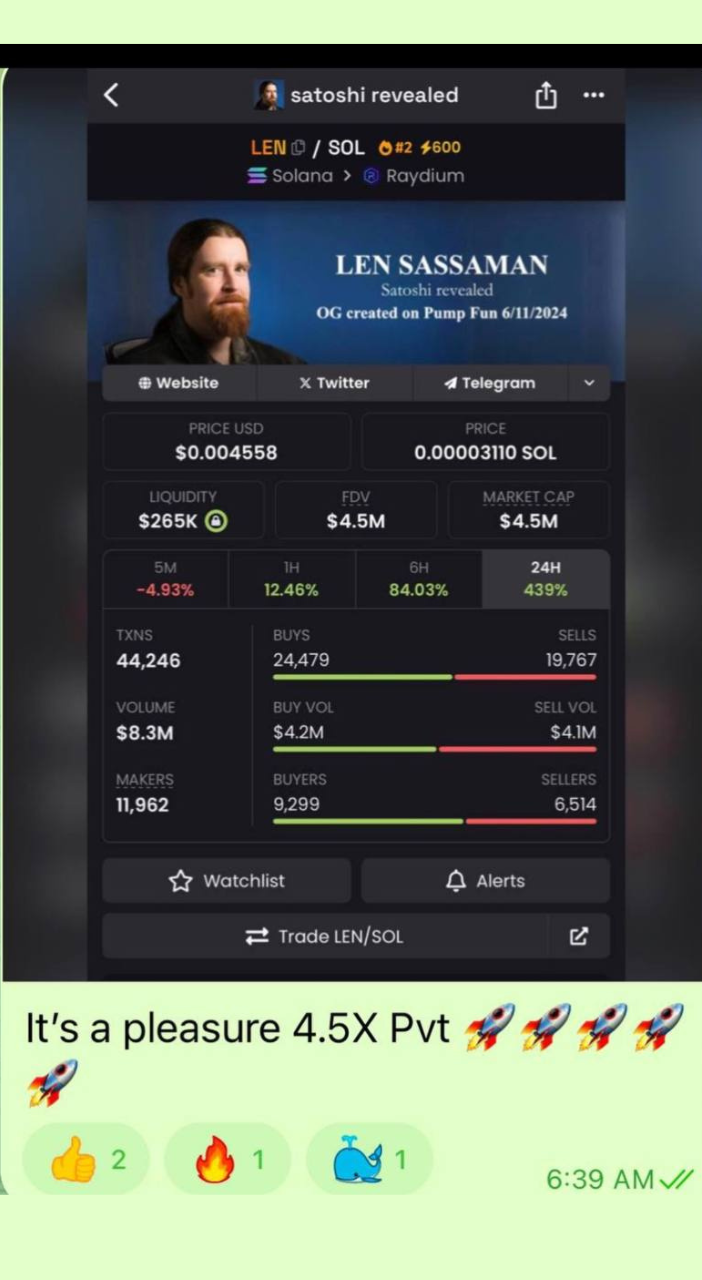 satoshi revealed
LEN / SOL 🔥#2 ⚡600
Solana > Raydium
LEN SASSAMAN
Satoshi revealed
OG created on Pump Fun 6/11/2024
Website X Twitter Telegram
PRICE USD PRICE
$0.004558 0.00003110 SOL
LIQUIDITY FDV MARKET CAP
$265K $4.5M $4.5M
5M 1H 6H 24H
-4.93% 12.46% 84.03% 439%
TXNS BUYS SELLS
44,246 24,479 19,767
VOLUME BUY VOL SELL VOL
$8.3M $4.2M $4.1M
MAKERS BUYERS SELLERS
11,962 9,299 6,514
Watchlist Alerts
Trade LEN/SOL
It's a pleasure 4.5X Pvt 🚀🚀🚀🚀
🚀
👍 2 🔥 1 🐳 1
6:39 AM